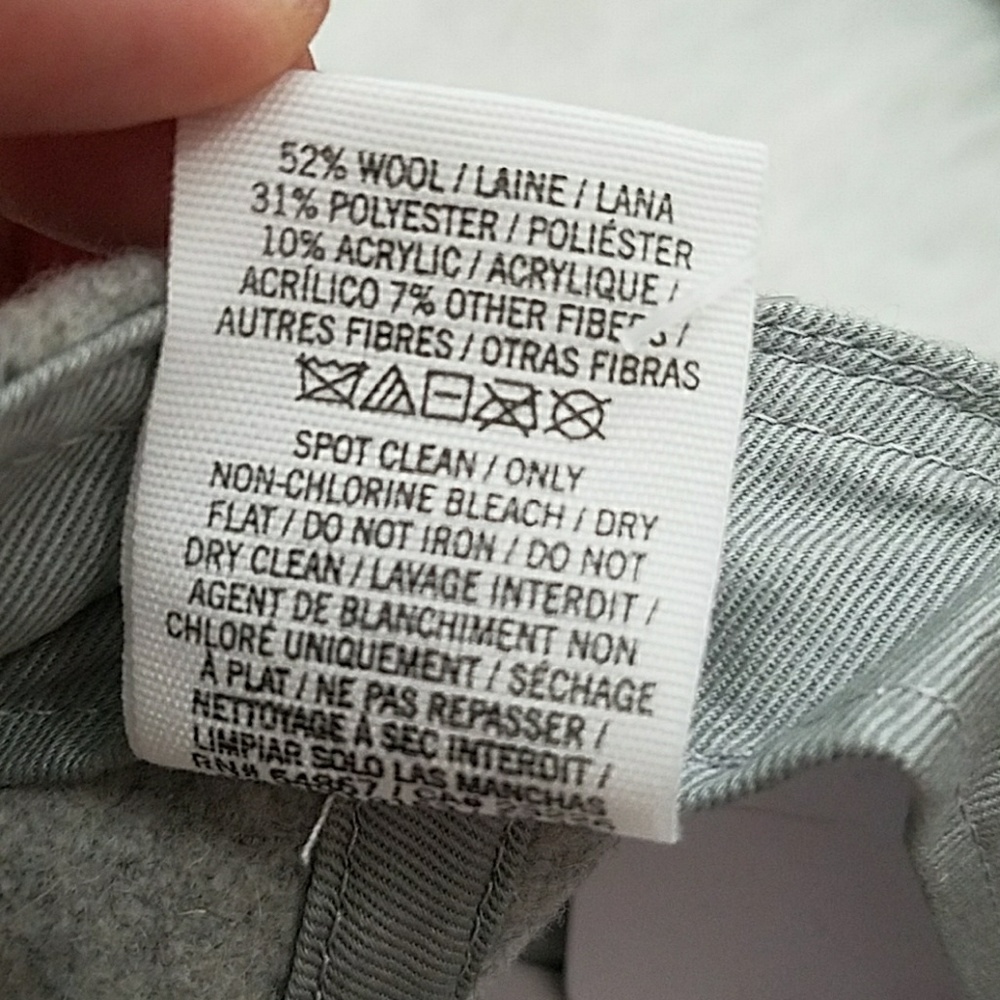 52% WOOL / LAINE / LANA
31% POLYESTER / POLIÉSTER
10% ACRYLIC / ACRYLIQUE /
ACRÍLICO 7% OTHER FIBERS /
AUTRES FIBRES / OTRAS FIBRAS
SPOT CLEAN / ONLY
NON-CHLORINE BLEACH / DRY
FLAT / DO NOT IRON / DO NOT
DRY CLEAN / LAVAGE INTERDIT /
AGENT DE BLANCHIMENT NON
CHLORÉ UNIQUEMENT / SÉCHAGE
À PLAT / NE PAS REPASSER /
NETTOYAGE À SEC INTERDIT /
LIMPIAR SOLO LAS MANCHAS
RN#